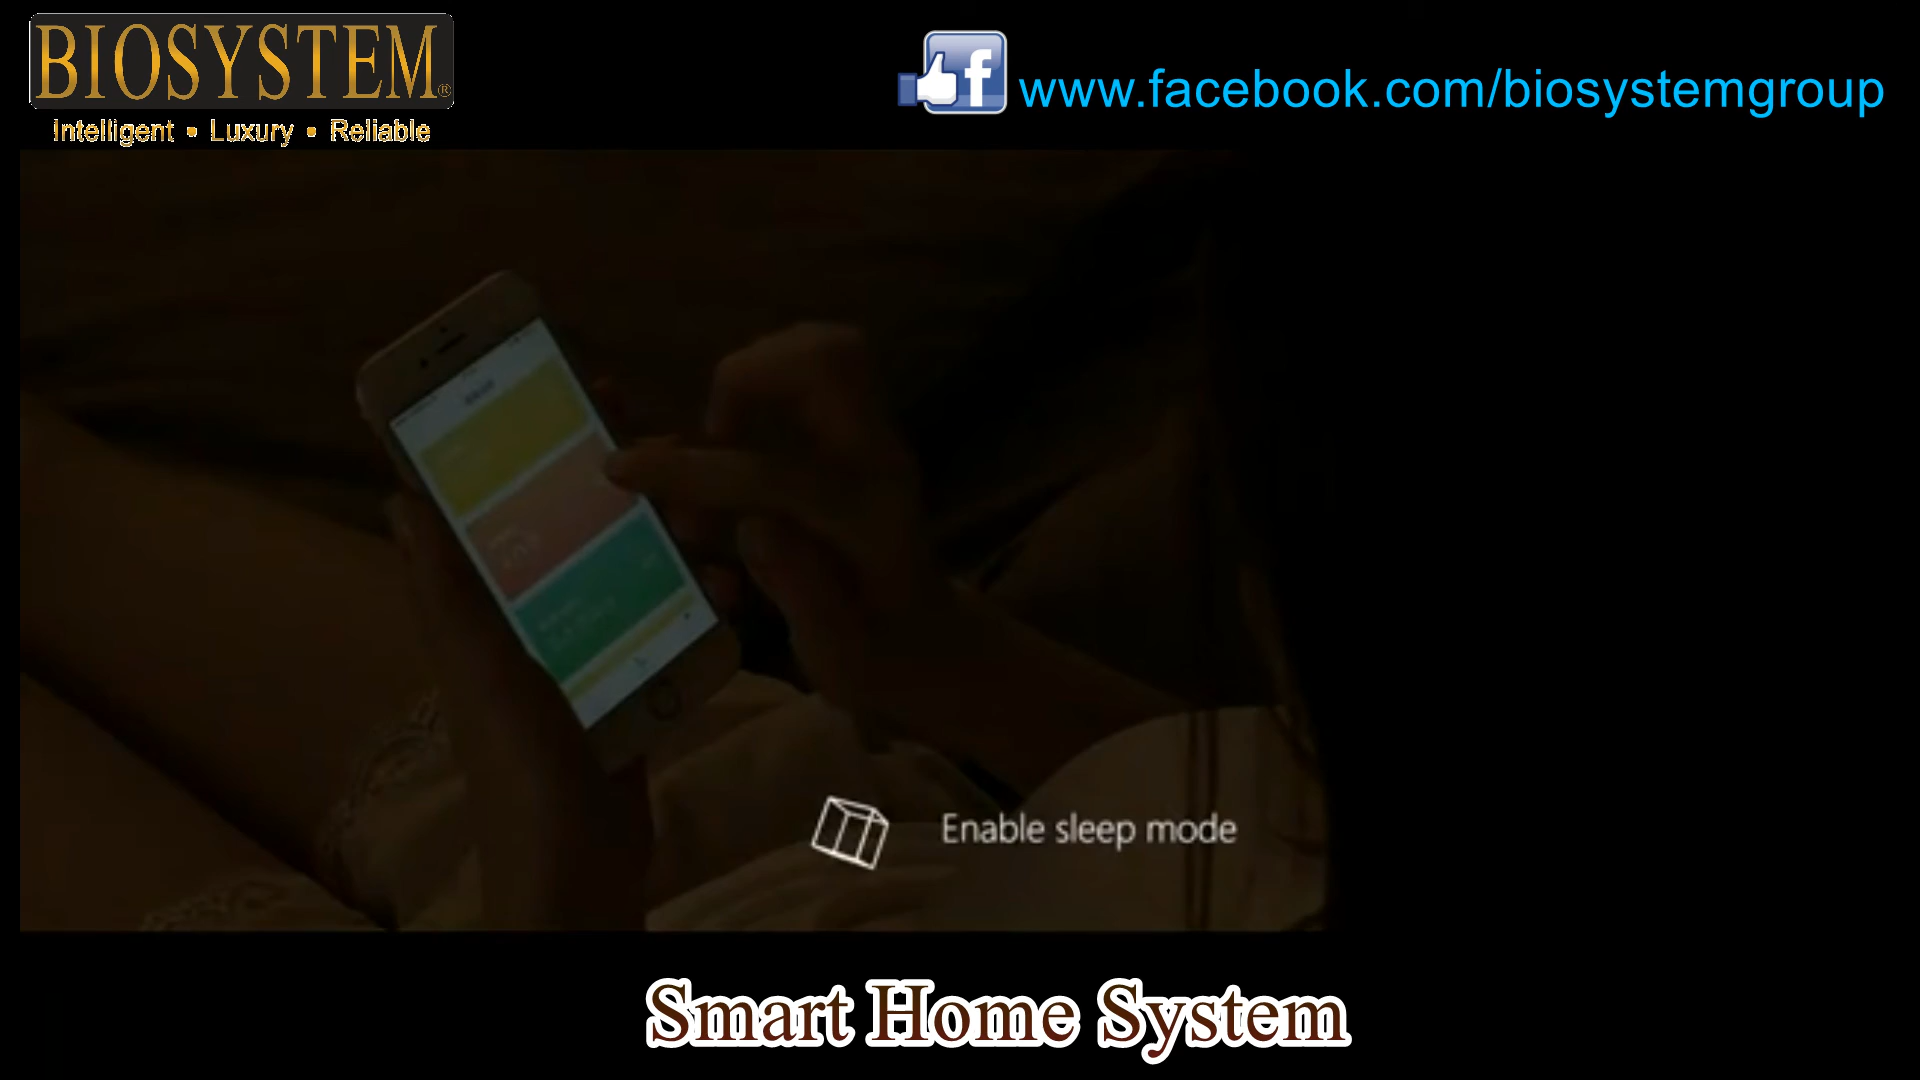 BIOSYSTEM®
Intelligent • Luxury • Reliable
f www.facebook.com/biosystemgroup
Enable sleep mode
Smart Home System